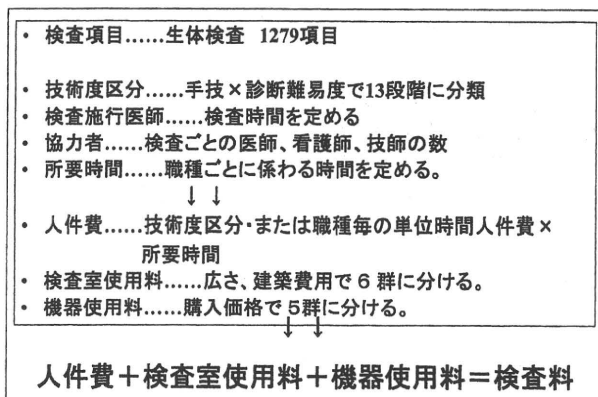 ・ 検査項目……生体検査 1279項目
・ 技術度区分……手技×診断難易度で13段階に分類
・ 検査施行医師……検査時間を定める
・ 協力者……検査ごとの医師、看護師、技師の数
・ 所要時間……職種ごとに係わる時間を定める。
↓ ↓
・ 人件費……技術度区分・または職種毎の単位時間人件費×
所要時間
・ 検査室使用料……広さ、建築費用で6群に分ける。
・ 機器使用料……購入価格で5群に分ける。
↓ ↓
人件費＋検査室使用料＋機器使用料＝検査料